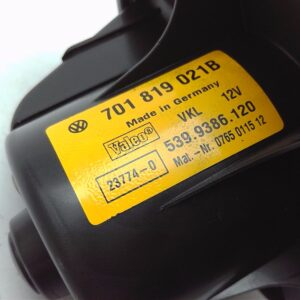 701 819 021B
Made in Germany
Valeo® VKL 12V
539.9386.120
23774-0 Mat.-Nr. 0765 0115 12